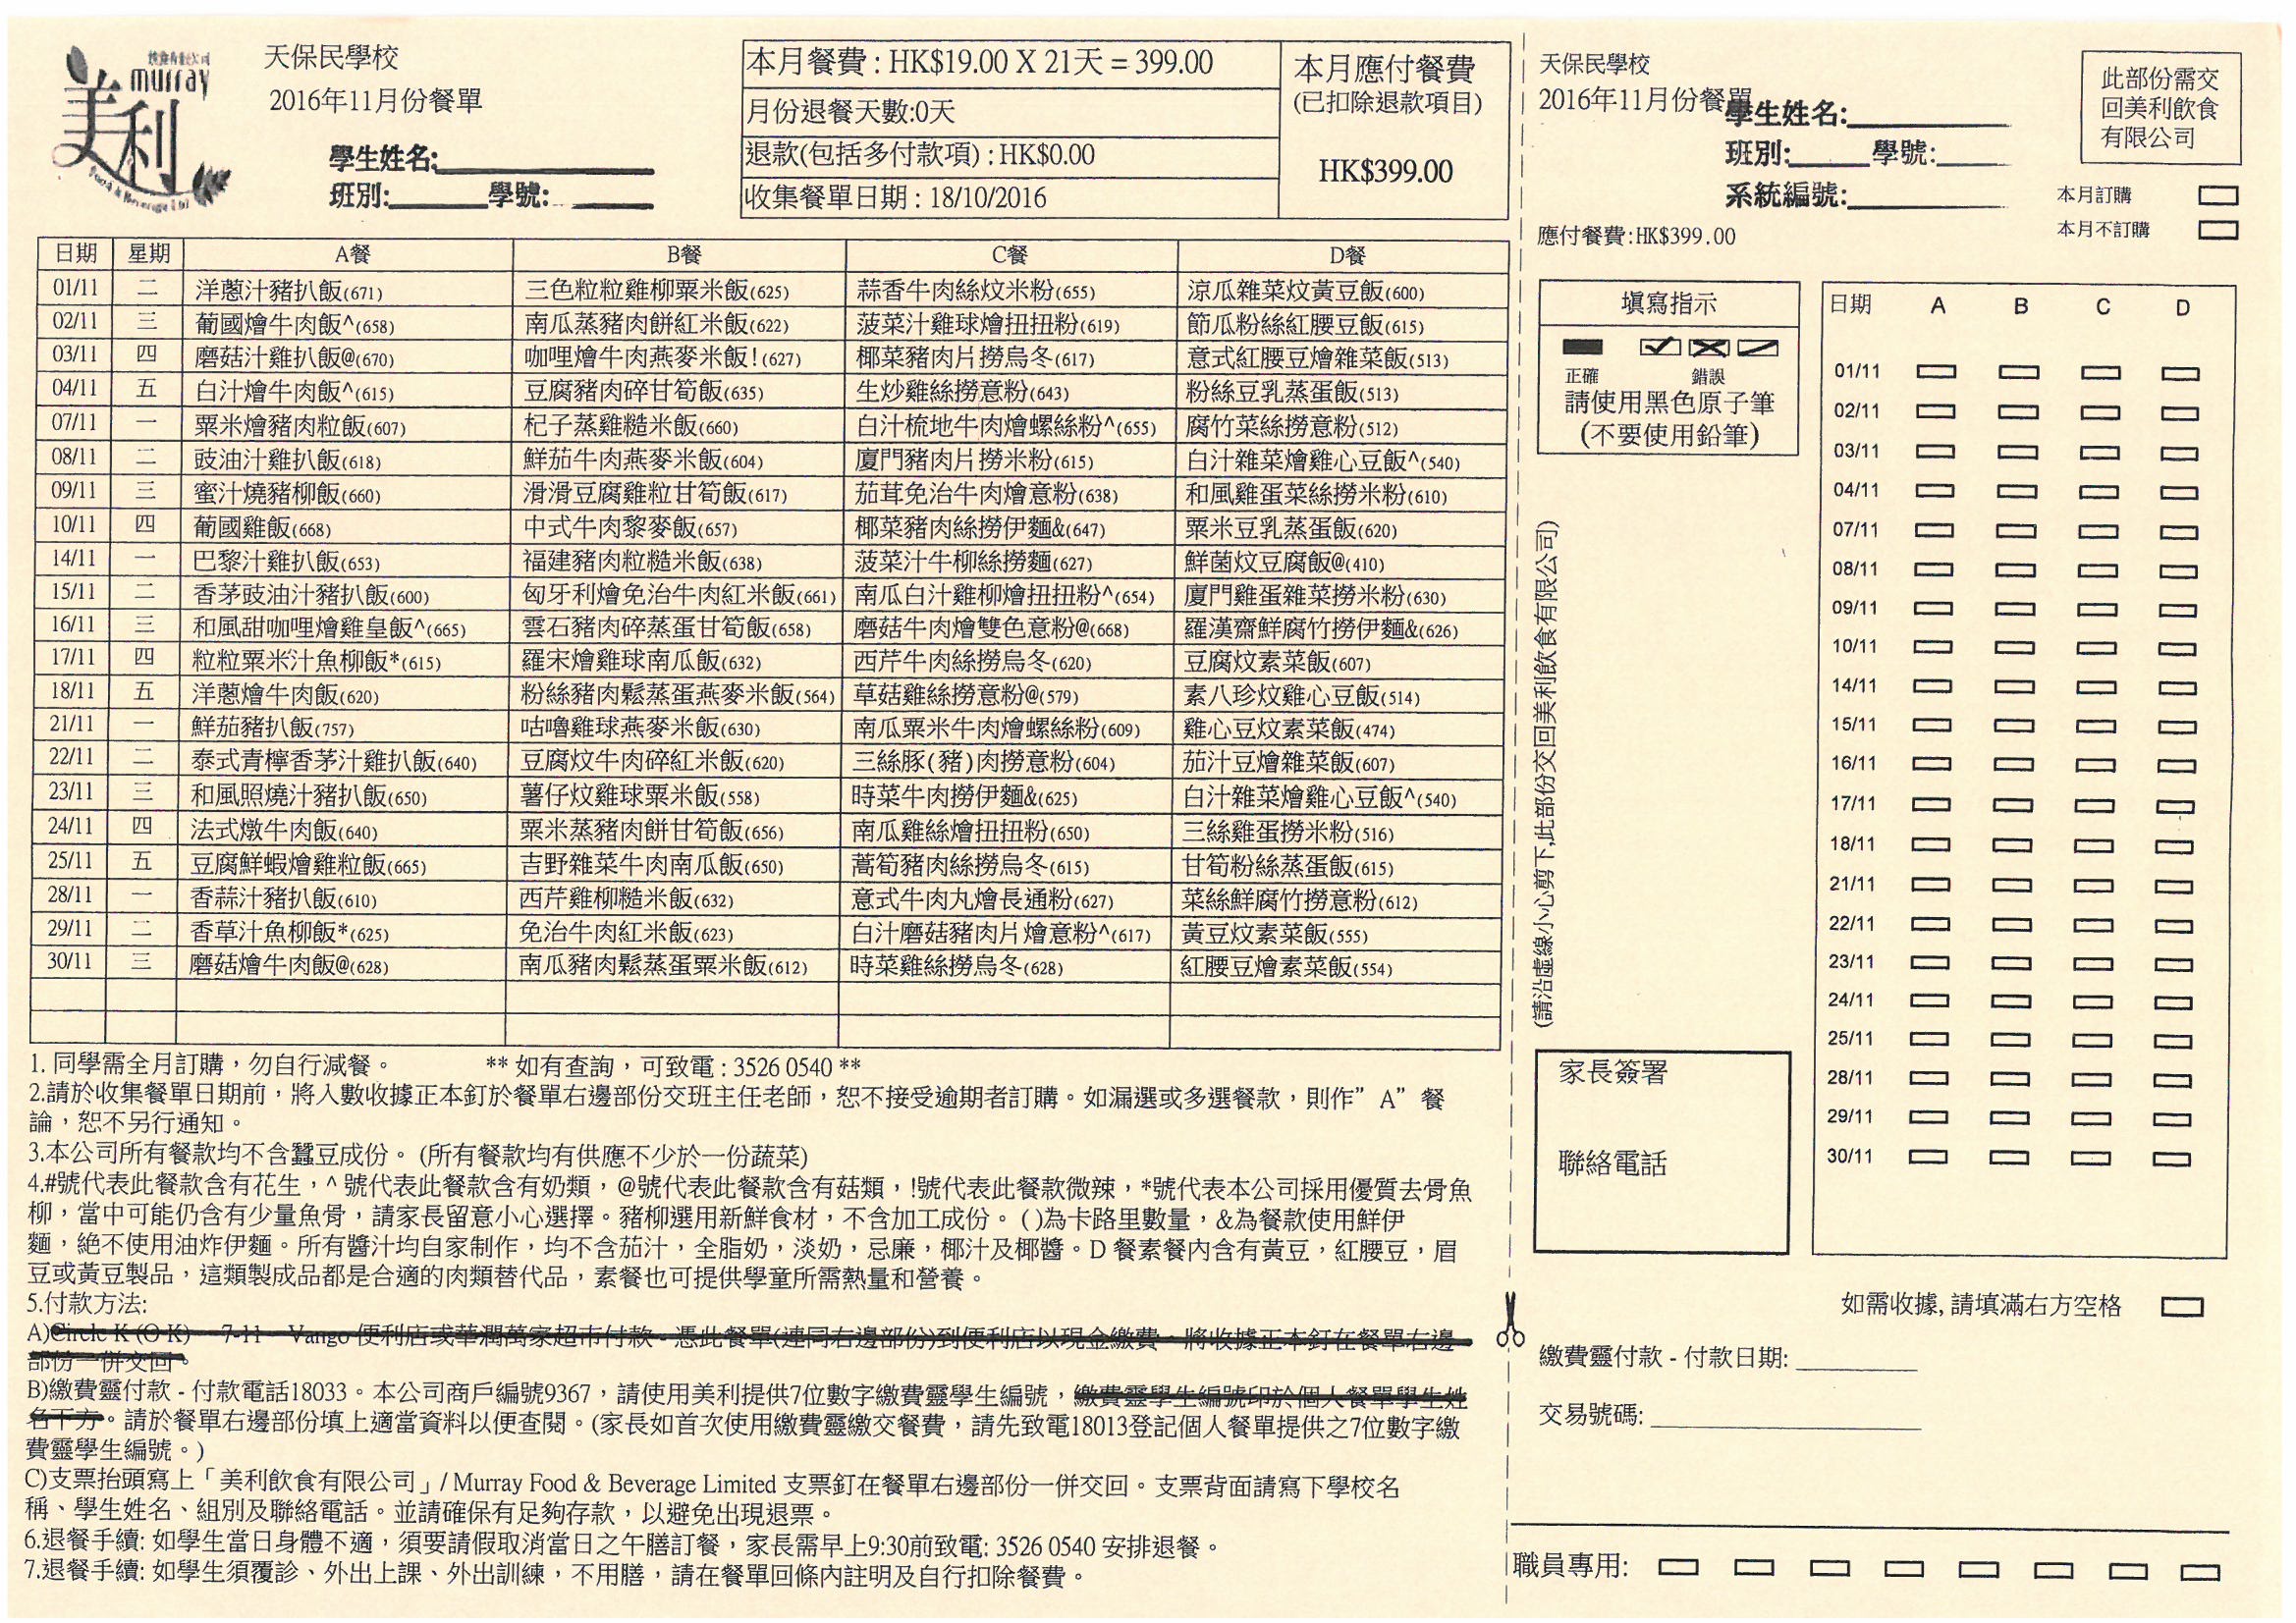 飲食有限公司
murray
美利
Food & Beverage Ltd
天保民學校
2016年11月份餐單
學生姓名:
班別: 學號:
本月餐費 : HK$19.00 X 21天 = 399.00
月份退餐天數:0天
退款(包括多付款項) : HK$0.00
收集餐單日期 : 18/10/2016
本月應付餐費
(已扣除退款項目)
HK$399.00
日期 星期 A餐 B餐 C餐 D餐
01/11 二 洋蔥汁豬扒飯(671) 三色粒粒雞柳粟米飯(625) 蒜香牛肉絲炆米粉(655) 涼瓜雜菜炆黃豆飯(600)
02/11 三 葡國燴牛肉飯^(658) 南瓜蒸豬肉餅紅米飯(622) 菠菜汁雞球燴扭扭粉(619) 節瓜粉絲紅腰豆飯(615)
03/11 四 磨菇汁雞扒飯@(670) 咖哩燴牛肉燕麥米飯!(627) 椰菜豬肉片撈烏冬(617) 意式紅腰豆燴雜菜飯(513)
04/11 五 白汁燴牛肉飯^(615) 豆腐豬肉碎甘筍飯(635) 生炒雞絲撈意粉(643) 粉絲豆乳蒸蛋飯(513)
07/11 一 粟米燴豬肉粒飯(607) 杞子蒸雞糙米飯(660) 白汁梳地牛肉燴螺絲粉^(655) 腐竹菜絲撈意粉(512)
08/11 二 豉油汁雞扒飯(618) 鮮茄牛肉燕麥米飯(604) 廈門豬肉片撈米粉(615) 白汁雜菜燴雞心豆飯^(540)
09/11 三 蜜汁燒豬柳飯(660) 滑滑豆腐雞粒甘筍飯(617) 茄茸免治牛肉燴意粉(638) 和風雞蛋菜絲撈米粉(610)
10/11 四 葡國雞飯(668) 中式牛肉黎麥飯(657) 椰菜豬肉絲撈伊麵&(647) 粟米豆乳蒸蛋飯(620)
14/11 一 巴黎汁雞扒飯(653) 福建豬肉粒糙米飯(638) 菠菜汁牛柳絲撈麵(627) 鮮菌炆豆腐飯@(410)
15/11 二 香茅豉油汁豬扒飯(600) 匈牙利燴免治牛肉紅米飯(661) 南瓜白汁雞柳燴扭扭粉^(654) 廈門雞蛋雜菜撈米粉(630)
16/11 三 和風甜咖哩燴雞皇飯^(665) 雲石豬肉碎蒸蛋甘筍飯(658) 磨菇牛肉燴雙色意粉@(668) 羅漢齋鮮腐竹撈伊麵&(626)
17/11 四 粒粒粟米汁魚柳飯*(615) 羅宋燴雞球南瓜飯(632) 西芹牛肉絲撈烏冬(620) 豆腐炆素菜飯(607)
18/11 五 洋蔥燴牛肉飯(620) 粉絲豬肉鬆蒸蛋燕麥米飯(564) 草菇雞絲撈意粉@(579) 素八珍炆雞心豆飯(514)
21/11 一 鮮茄豬扒飯(757) 咕嚕雞球燕麥米飯(630) 南瓜粟米牛肉燴螺絲粉(609) 雞心豆炆素菜飯(474)
22/11 二 泰式青檸香茅汁雞扒飯(640) 豆腐炆牛肉碎紅米飯(620) 三絲豚(豬)肉撈意粉(604) 茄汁豆燴雜菜飯(607)
23/11 三 和風照燒汁豬扒飯(650) 薯仔炆雞球粟米飯(558) 時菜牛肉撈伊麵&(625) 白汁雜菜燴雞心豆飯^(540)
24/11 四 法式燉牛肉飯(640) 粟米蒸豬肉餅甘筍飯(656) 南瓜雞絲燴扭扭粉(650) 三絲雞蛋撈米粉(516)
25/11 五 豆腐鮮蝦燴雞粒飯(665) 吉野雜菜牛肉南瓜飯(650) 萵筍豬肉絲撈烏冬(615) 甘筍粉絲蒸蛋飯(615)
28/11 一 香蒜汁豬扒飯(610) 西芹雞柳糙米飯(632) 意式牛肉丸燴長通粉(627) 菜絲鮮腐竹撈意粉(612)
29/11 二 香草汁魚柳飯*(625) 免治牛肉紅米飯(623) 白汁磨菇豬肉片燴意粉^(617) 黃豆炆素菜飯(555)
30/11 三 磨菇燴牛肉飯@(628) 南瓜豬肉鬆蒸蛋粟米飯(612) 時菜雞絲撈烏冬(628) 紅腰豆燴素菜飯(554)
1. 同學需全月訂購，勿自行減餐。 ** 如有查詢，可致電 : 3526 0540 **
2.請於收集餐單日期前，將入數收據正本釘於餐單右邊部份交班主任老師，恕不接受逾期者訂購。如漏選或多選餐款，則作” A” 餐
論，恕不另行通知。
3.本公司所有餐款均不含蠶豆成份。 (所有餐款均有供應不少於一份蔬菜)
4.#號代表此餐款含有花生，^ 號代表此餐款含有奶類，@號代表此餐款含有菇類，!號代表此餐款微辣，*號代表本公司採用優質去骨魚
柳，當中可能仍含有少量魚骨，請家長留意小心選擇。豬柳選用新鮮食材，不含加工成份。 ( )為卡路里數量，&為餐款使用鮮伊
麵，絕不使用油炸伊麵。所有醬汁均自家制作，均不含茄汁，全脂奶，淡奶，忌廉，椰汁及椰醬。D 餐素餐內含有黃豆，紅腰豆，眉
豆或黃豆製品，這類製成品都是合適的肉類替代品，素餐也可提供學童所需熱量和營養。
5.付款方法:
A)Circle K (O K) 7-11 Vango 便利店或華潤萬家超市付款 - 憑此餐單(連同右邊部份)到便利店以現金繳費 將收據正本釘在餐單右邊
部份一併交回。
B)繳費靈付款 - 付款電話18033。本公司商戶編號9367，請使用美利提供7位數字繳費靈學生編號，繳費靈學生編號印於個人餐單學生姓
名下方。請於餐單右邊部份填上適當資料以便查閱。(家長如首次使用繳費靈繳交餐費，請先致電18013登記個人餐單提供之7位數字繳
費靈學生編號。)
C)支票抬頭寫上「美利飲食有限公司」/ Murray Food & Beverage Limited 支票釘在餐單右邊部份一併交回。支票背面請寫下學校名
稱、學生姓名、組別及聯絡電話。並請確保有足夠存款，以避免出現退票。
6.退餐手續: 如學生當日身體不適，須要請假取消當日之午膳訂餐，家長需早上9:30前致電: 3526 0540 安排退餐。
7.退餐手續: 如學生須覆診、外出上課、外出訓練，不用膳，請在餐單回條內註明及自行扣除餐費。
(請沿虛線小心剪下,此部份交回美利飲食有限公司)
天保民學校
2016年11月份餐單
學生姓名:
班別: 學號:
系統編號:
此部份需交
回美利飲食
有限公司
本月訂購
本月不訂購
應付餐費:HK$399.00
填寫指示
正確 錯誤
請使用黑色原子筆
(不要使用鉛筆)
日期 A B C D
01/11
02/11
03/11
04/11
07/11
08/11
09/11
10/11
14/11
15/11
16/11
17/11
18/11
21/11
22/11
23/11
24/11
25/11
28/11
29/11
30/11
家長簽署
聯絡電話
如需收據, 請填滿右方空格
繳費靈付款 - 付款日期:
交易號碼:
職員專用: